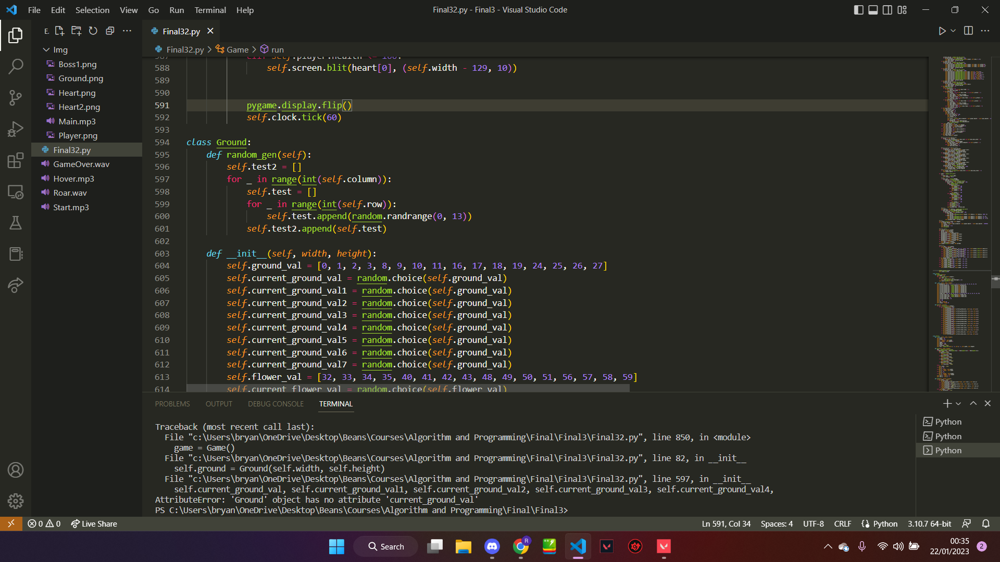 File Edit Selection View Go Run Terminal Help
Final32.py - Final3 - Visual Studio Code
E.
Final32.py
Final32.py > Game > run
Img
Boss1.png
Ground.png
Heart.png
Heart2.png
Main.mp3
Player.png
Final32.py
GameOver.wav
Hover.mp3
Roar.wav
Start.mp3
588 self.screen.blit(heart[0], (self.width - 129, 10))
589
590
591 pygame.display.flip()
592 self.clock.tick(60)
593
594 class Ground:
595 def random_gen(self):
596 self.test2 = []
597 for _ in range(int(self.column)):
598 self.test = []
599 for _ in range(int(self.row)):
600 self.test.append(random.randrange(0, 13))
601 self.test2.append(self.test)
602
603 def __init__(self, width, height):
604 self.ground_val = [0, 1, 2, 3, 8, 9, 10, 11, 16, 17, 18, 19, 24, 25, 26, 27]
605 self.current_ground_val = random.choice(self.ground_val)
606 self.current_ground_val1 = random.choice(self.ground_val)
607 self.current_ground_val2 = random.choice(self.ground_val)
608 self.current_ground_val3 = random.choice(self.ground_val)
609 self.current_ground_val4 = random.choice(self.ground_val)
610 self.current_ground_val5 = random.choice(self.ground_val)
611 self.current_ground_val6 = random.choice(self.ground_val)
612 self.current_ground_val7 = random.choice(self.ground_val)
613 self.flower_val = [32, 33, 34, 35, 40, 41, 42, 43, 48, 49, 50, 51, 56, 57, 58, 59]
614 self.current_flower_val = random.choice(self.flower_val)
PROBLEMS OUTPUT DEBUG CONSOLE TERMINAL
Traceback (most recent call last):
File "c:\Users\bryan\OneDrive\Desktop\Beans\Courses\Algorithm and Programming\Final\Final3\Final32.py", line 850, in <module>
game = Game()
File "c:\Users\bryan\OneDrive\Desktop\Beans\Courses\Algorithm and Programming\Final\Final3\Final32.py", line 82, in __init__
self.ground = Ground(self.width, self.height)
File "c:\Users\bryan\OneDrive\Desktop\Beans\Courses\Algorithm and Programming\Final\Final3\Final32.py", line 597, in __init__
self.current_ground_val, self.current_ground_val1, self.current_ground_val2, self.current_ground_val3, self.current_ground_val4,
AttributeError: 'Ground' object has no attribute 'current_ground_val'
PS C:\Users\bryan\OneDrive\Desktop\Beans\Courses\Algorithm and Programming\Final\Final3>
Python
Python
Python
0 0 Live Share
Ln 591, Col 34 Spaces: 4 UTF-8 CRLF Python 3.10.7 64-bit
Search
R
00:35
22/01/2023
2